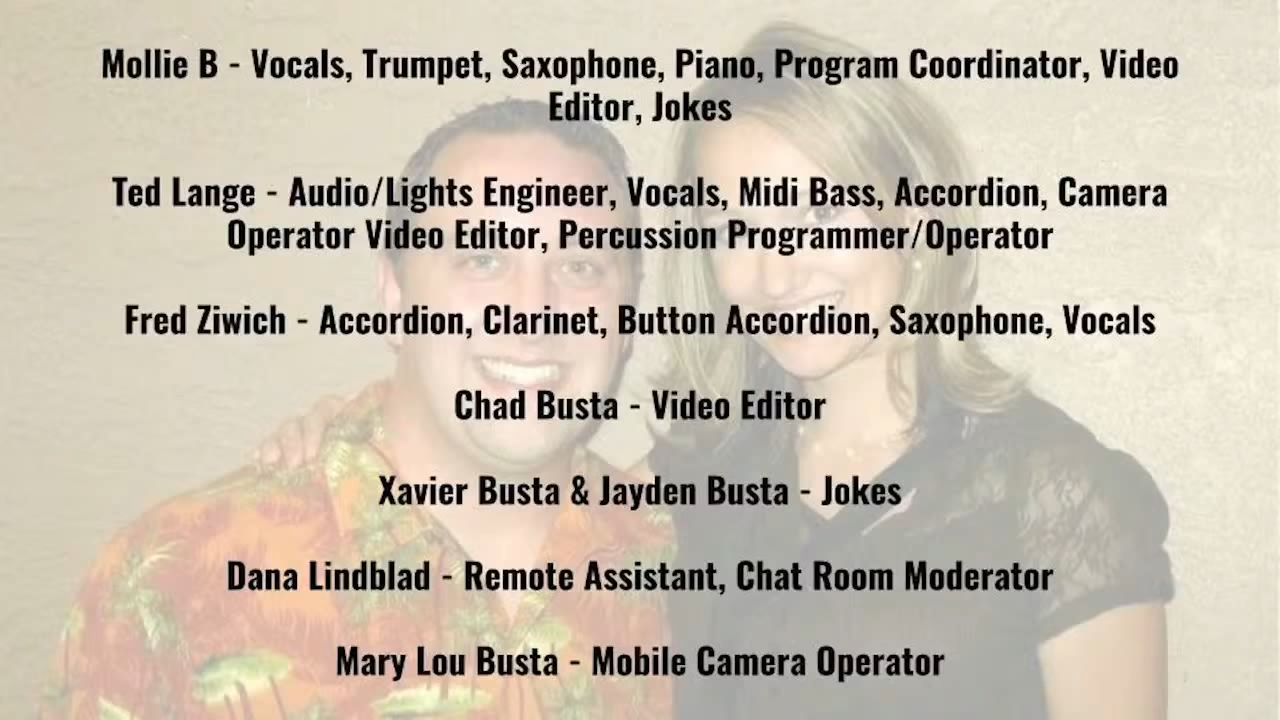 Mollie B - Vocals, Trumpet, Saxophone, Piano, Program Coordinator, Video
Editor, Jokes
Ted Lange - Audio/Lights Engineer, Vocals, Midi Bass, Accordion, Camera
Operator Video Editor, Percussion Programmer/Operator
Fred Ziwich - Accordion, Clarinet, Button Accordion, Saxophone, Vocals
Chad Busta - Video Editor
Xavier Busta & Jayden Busta - Jokes
Dana Lindblad - Remote Assistant, Chat Room Moderator
Mary Lou Busta - Mobile Camera Operator